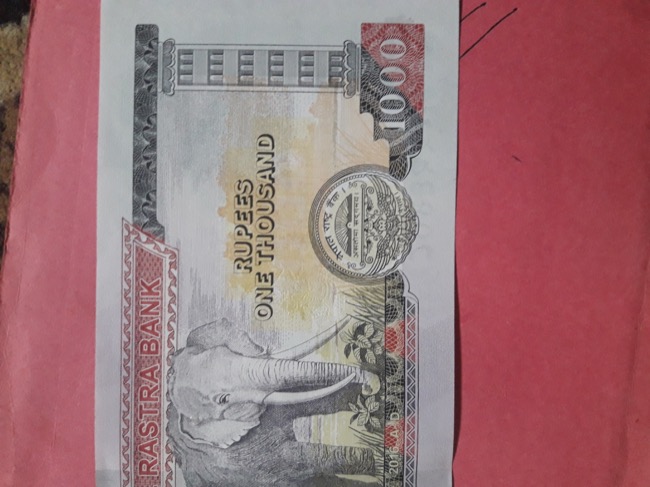 RASTRA BANK
RUPEES
ONE THOUSAND
नेपाल राष्ट्र बैंक
2016 A.D.
1000